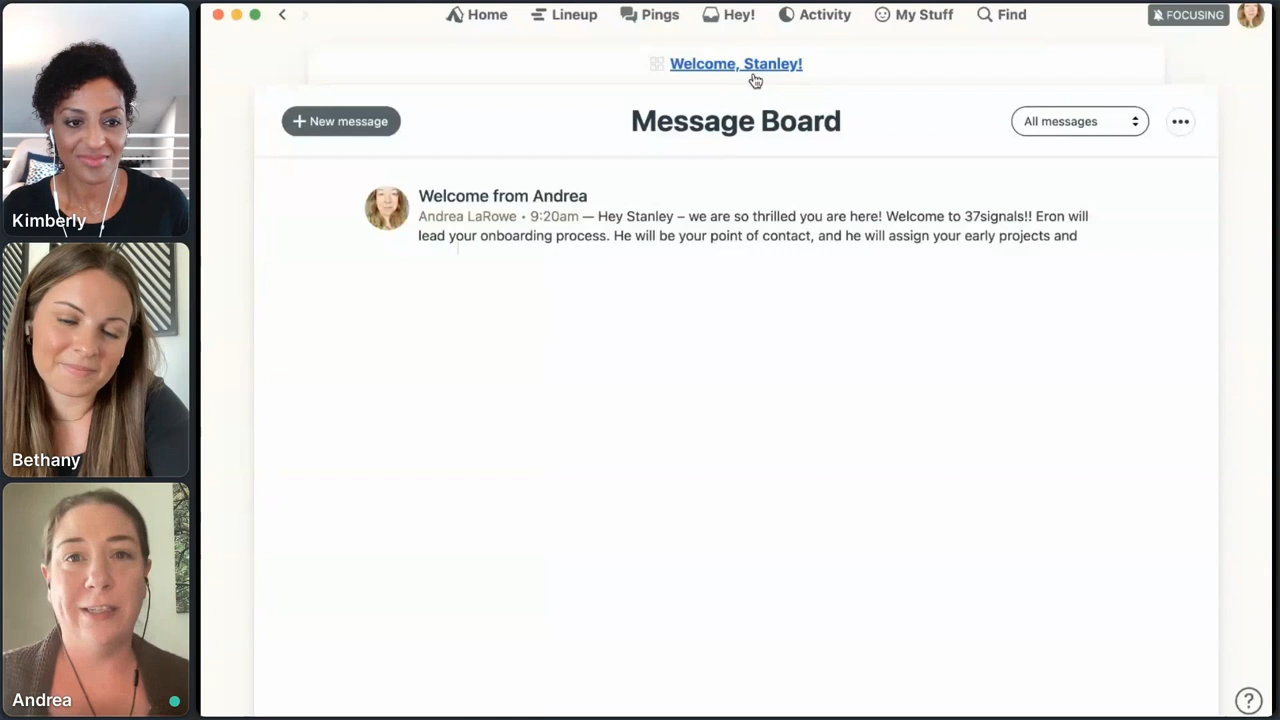 Home Lineup Pings Hey! Activity My Stuff Find FOCUSING
Welcome, Stanley!
+ New message
Message Board
All messages
Welcome from Andrea
Andrea LaRowe • 9:20am — Hey Stanley – we are so thrilled you are here! Welcome to 37signals!! Eron will
lead your onboarding process. He will be your point of contact, and he will assign your early projects and
Kimberly
Bethany
Andrea
?